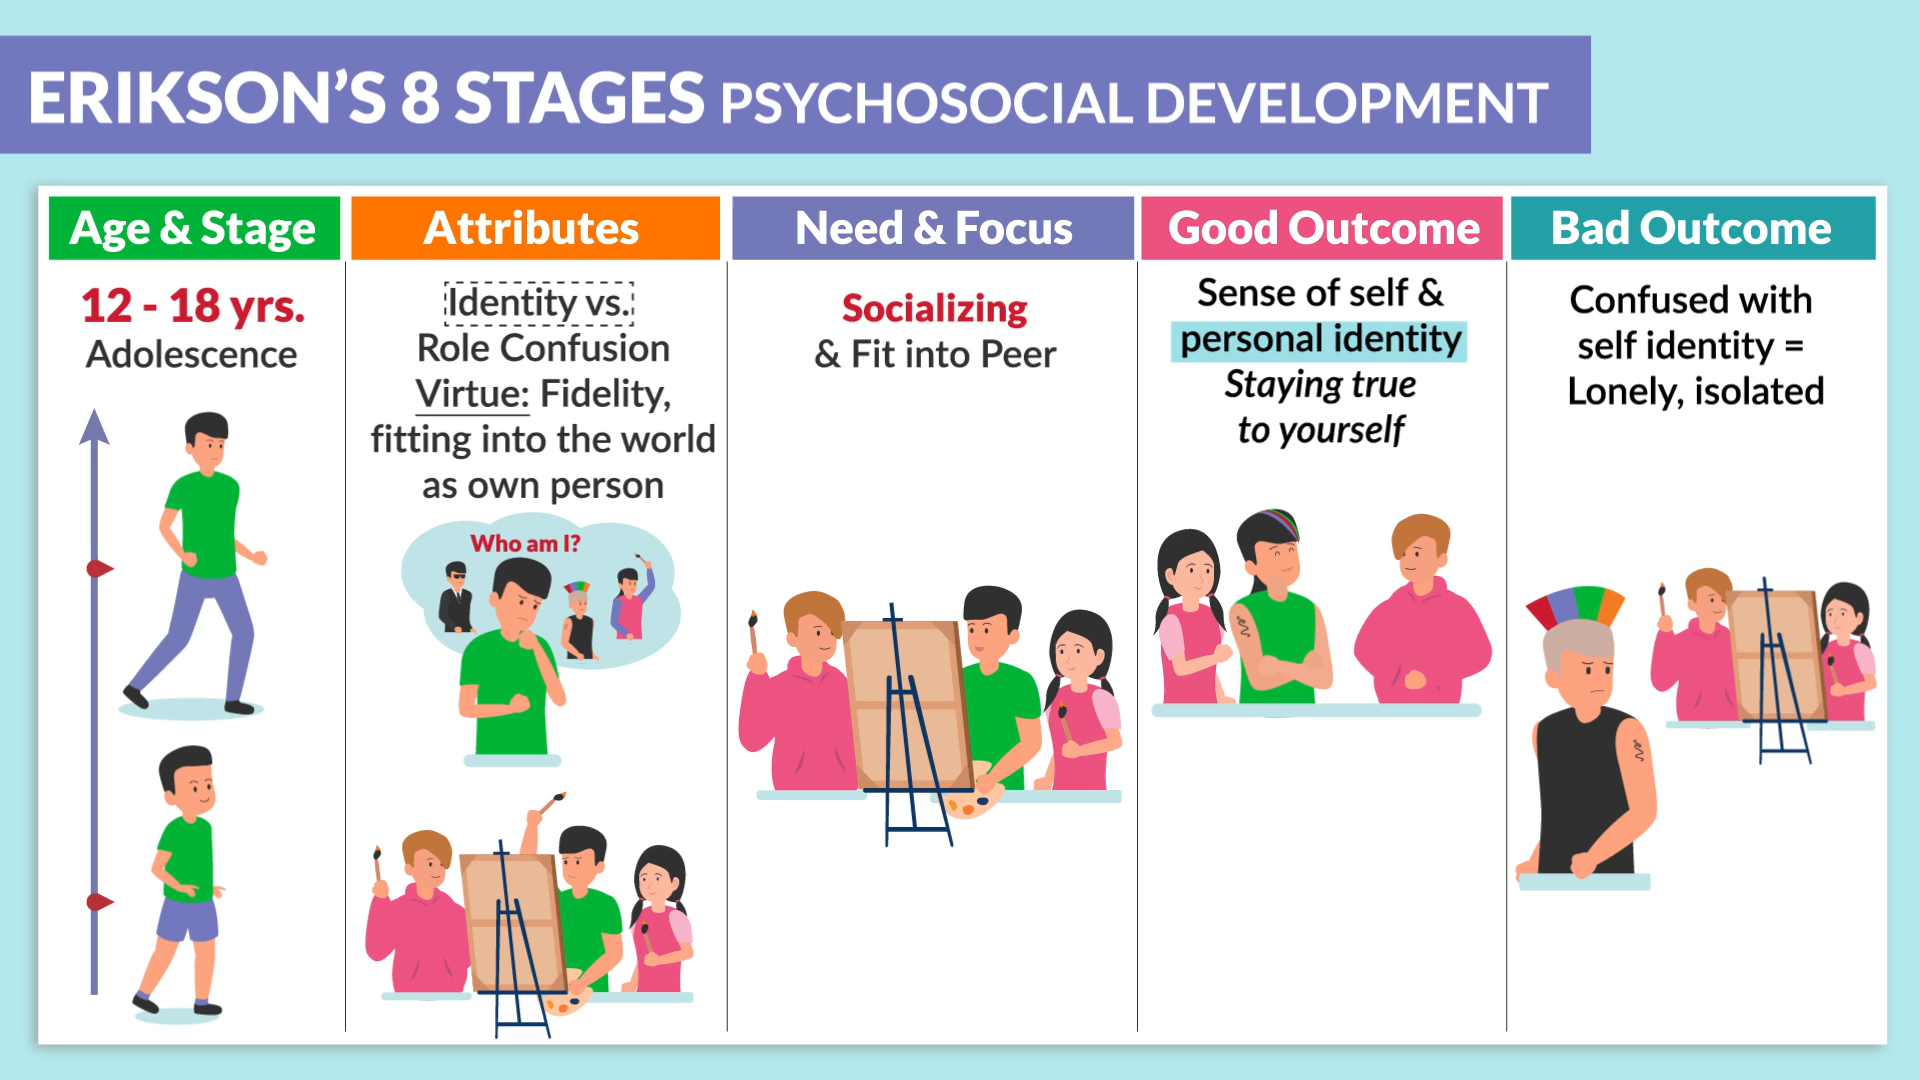 ERIKSON'S 8 STAGES PSYCHOSOCIAL DEVELOPMENT
Age & Stage
12 - 18 yrs.
Adolescence
Attributes
Identity vs.
Role Confusion
Virtue: Fidelity,
fitting into the world
as own person
Who am I?
Need & Focus
Socializing
& Fit into Peer
Good Outcome
Sense of self &
personal identity
Staying true
to yourself
Bad Outcome
Confused with
self identity =
Lonely, isolated